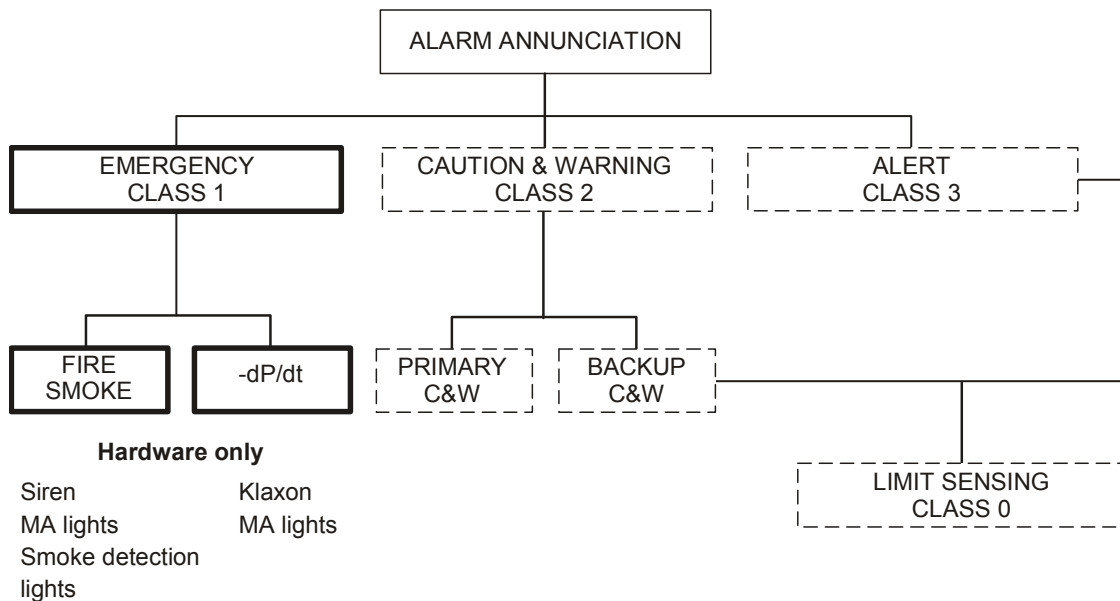 ALARM ANNUNCIATION
EMERGENCY
CLASS 1
CAUTION & WARNING
CLASS 2
ALERT
CLASS 3
FIRE
SMOKE
-dP/dt
PRIMARY
C&W
BACKUP
C&W
Hardware only
Siren
MA lights
Smoke detection
lights
Klaxon
MA lights
LIMIT SENSING
CLASS 0